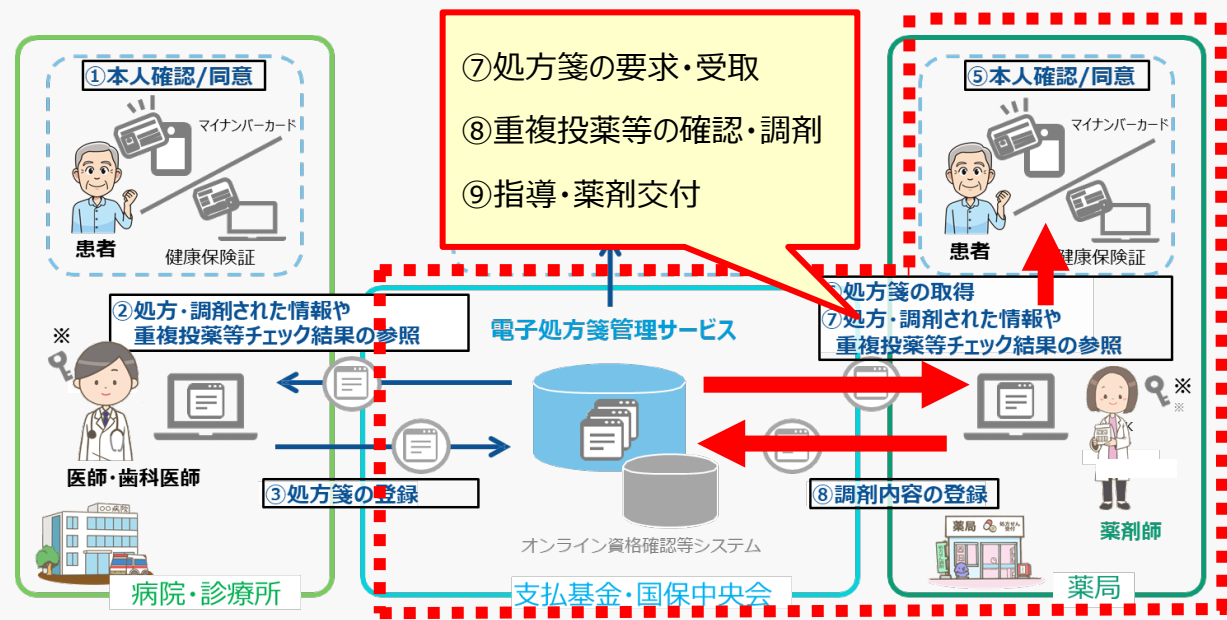 ⑦処方箋の要求・受取
⑧重複投薬等の確認・調剤
⑨指導・薬剤交付
①本人確認/同意
マイナンバーカード
患者
健康保険証
②処方・調剤された情報や
重複投薬等チェック結果の参照
※
医師・歯科医師
③処方箋の登録
○○病院
病院・診療所
電子処方箋管理サービス
オンライン資格確認等システム
支払基金・国保中央会
⑤本人確認/同意
マイナンバーカード
患者
健康保険証
処方箋の取得
⑦処方・調剤された情報や
重複投薬等チェック結果の参照
※
※
⑧調剤内容の登録
薬局 処方せん
受付
薬剤師
薬局